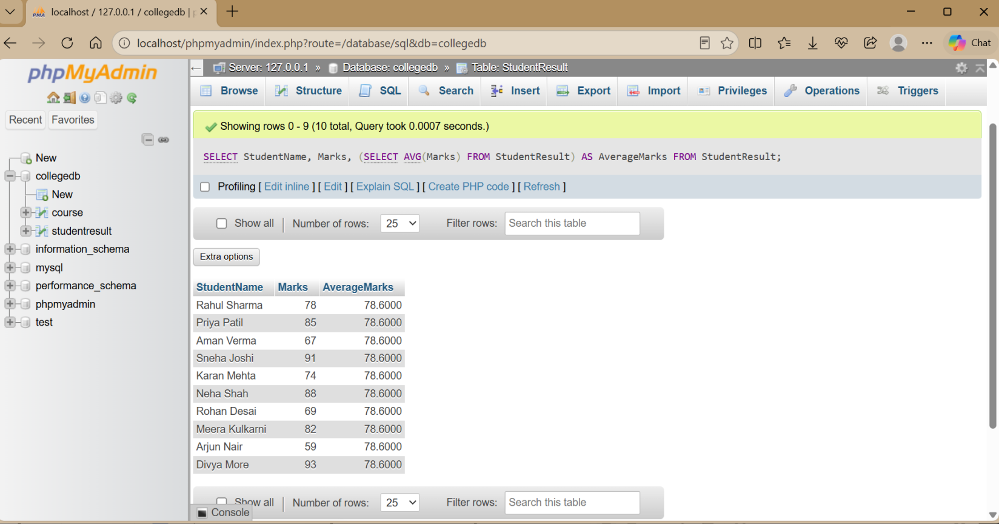 PMA localhost / 127.0.0.1 / collegedb |
localhost/phpmyadmin/index.php?route=/database/sql&db=collegedb
Chat
phpMyAdmin
Recent Favorites
New
collegedb
New
course
studentresult
information_schema
mysql
performance_schema
phpmyadmin
test
Server: 127.0.0.1 » Database: collegedb » Table: StudentResult
Browse Structure SQL Search Insert Export Import Privileges Operations Triggers
Showing rows 0 - 9 (10 total, Query took 0.0007 seconds.)
SELECT StudentName, Marks, (SELECT AVG(Marks) FROM StudentResult) AS AverageMarks FROM StudentResult;
Profiling [ Edit inline ] [ Edit ] [ Explain SQL ] [ Create PHP code ] [ Refresh ]
Show all | Number of rows: 25 Filter rows: Search this table
Extra options
StudentName Marks AverageMarks
Rahul Sharma 78 78.6000
Priya Patil 85 78.6000
Aman Verma 67 78.6000
Sneha Joshi 91 78.6000
Karan Mehta 74 78.6000
Neha Shah 88 78.6000
Rohan Desai 69 78.6000
Meera Kulkarni 82 78.6000
Arjun Nair 59 78.6000
Divya More 93 78.6000
Show all | Number of rows: 25 Filter rows: Search this table
Console